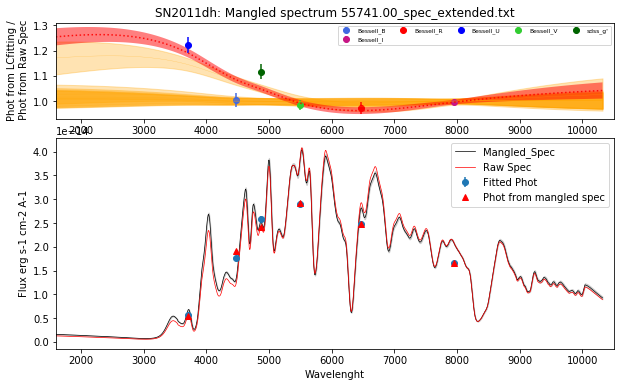 SN2011dh: Mangled spectrum 55741.00_spec_extended.txt
Phot from LCfitting /
Phot from Raw Spec
1.3
1.2
1.1
1.0
Bessell_B
Bessell_I
Bessell_R
Bessell_U
Bessell_V
sdss_g'
2000 3000 4000 5000 6000 7000 8000 9000 10000
1e-14
Flux erg s-1 cm-2 A-1
4.0
3.5
3.0
2.5
2.0
1.5
1.0
0.5
0.0
Mangled_Spec
Raw Spec
Fitted Phot
Phot from mangled spec
2000 3000 4000 5000 6000 7000 8000 9000 10000
Wavelenght